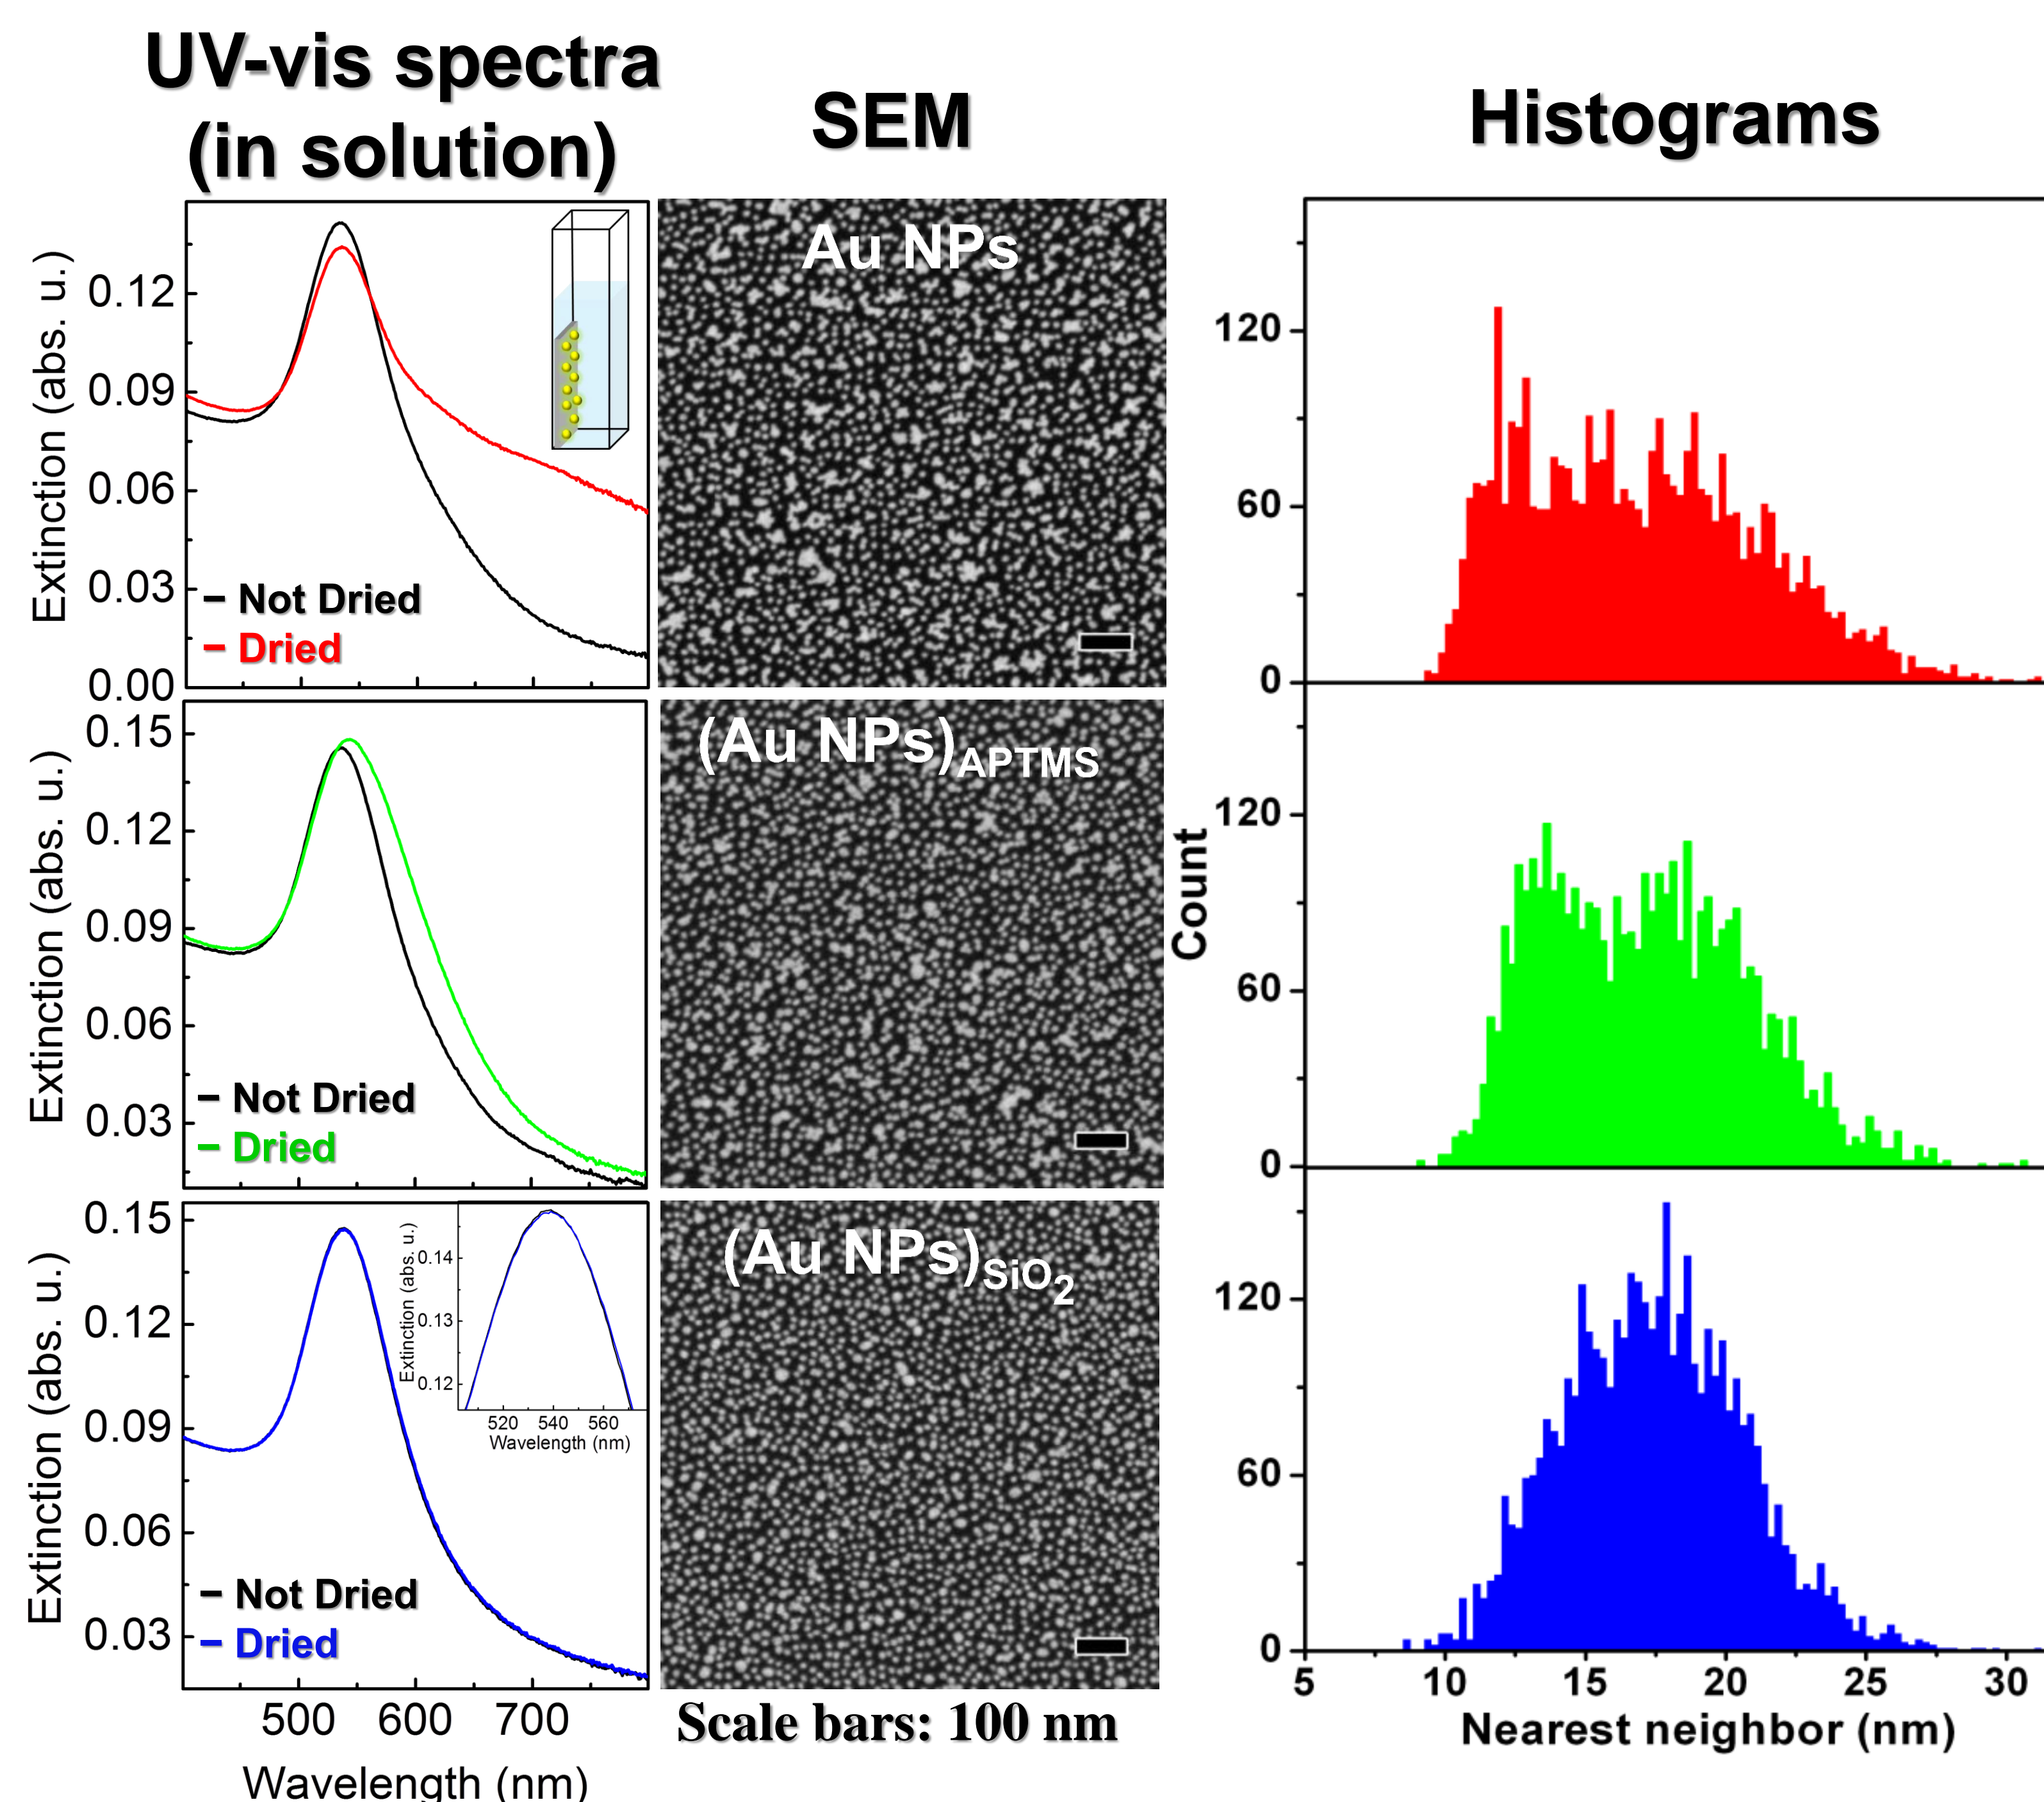 UV-vis spectra
(in solution)
SEM
Histograms
Extinction (abs. u.)
0.12
0.09
0.06
0.03
0.00
Not Dried
Dried
Au NPs
120
60
0
Extinction (abs. u.)
0.15
0.12
0.09
0.06
0.03
Not Dried
Dried
(Au NPs)APTMS
Count
120
60
0
Extinction (abs. u.)
0.15
0.12
0.09
0.06
0.03
Not Dried
Dried
Extinction (abs. u.)
0.14
0.13
0.12
520 540 560
Wavelength (nm)
(Au NPs)SiO2
120
60
0
500 600 700
Wavelength (nm)
Scale bars: 100 nm
5 10 15 20 25 30
Nearest neighbor (nm)